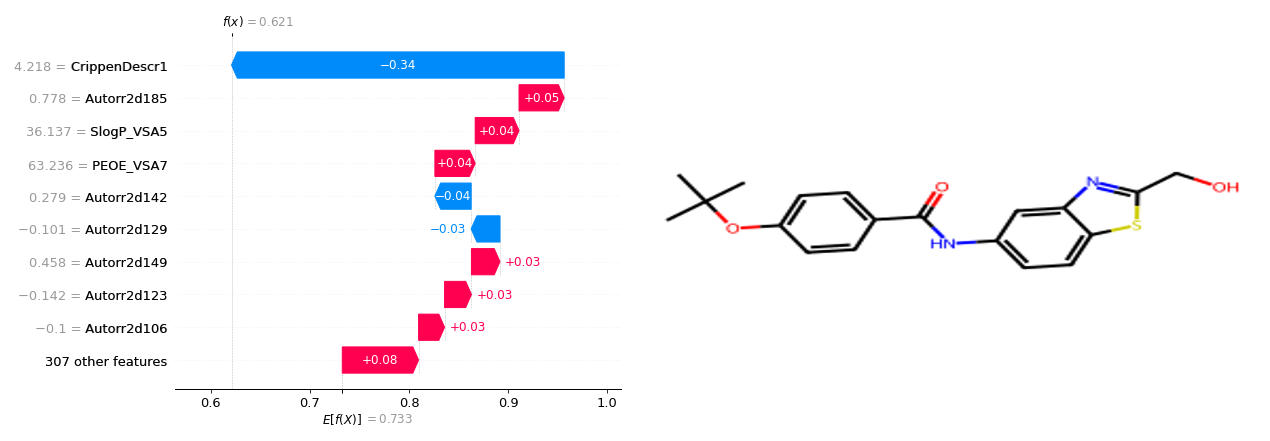 f(x) = 0.621
4.218 = CrippenDescr1
−0.34
0.778 = Autorr2d185
+0.05
36.137 = SlogP_VSA5
+0.04
63.236 = PEOE_VSA7
+0.04
0.279 = Autorr2d142
−0.04
−0.101 = Autorr2d129
−0.03
0.458 = Autorr2d149
+0.03
−0.142 = Autorr2d123
+0.03
−0.1 = Autorr2d106
+0.03
307 other features
+0.08
0.6 0.7 0.8 0.9 1.0
E[f(X)] = 0.733
O
O
HN
N
S
OH